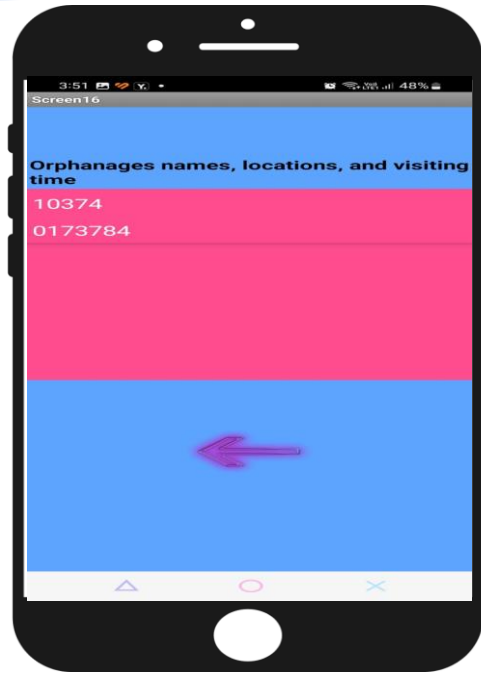 3:51
48%
Screen16
Orphanages names, locations, and visiting
time
10374
0173784